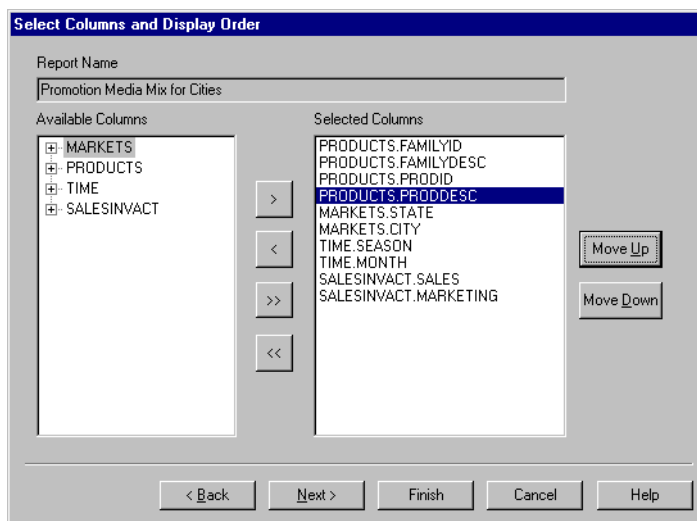 Select Columns and Display Order
Report Name
Promotion Media Mix for Cities
Available Columns
MARKETS
PRODUCTS
TIME
SALESINVACT
>
<
>>
<<
Selected Columns
PRODUCTS.FAMILYID
PRODUCTS.FAMILYDESC
PRODUCTS.PRODID
PRODUCTS.PRODDESC
MARKETS.STATE
MARKETS.CITY
TIME.SEASON
TIME.MONTH
SALESINVACT.SALES
SALESINVACT.MARKETING
Move Up
Move Down
< Back
Next >
Finish
Cancel
Help